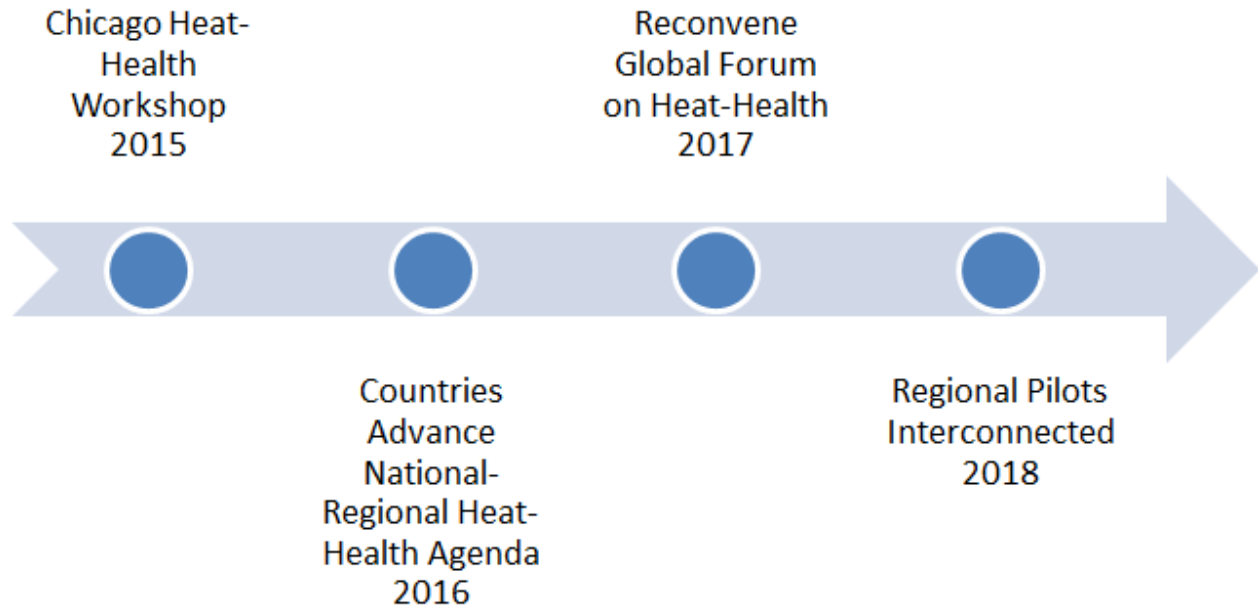 Chicago Heat-
Health
Workshop
2015
Countries
Advance
National-
Regional Heat-
Health Agenda
2016
Reconvene
Global Forum
on Heat-Health
2017
Regional Pilots
Interconnected
2018